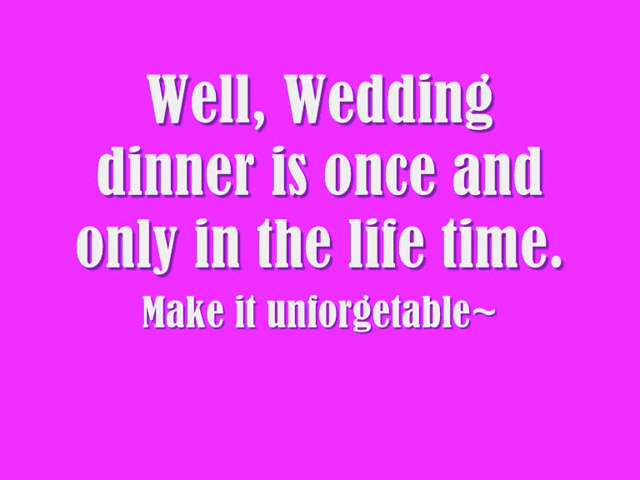 Well, Wedding
dinner is once and
only in the life time.
Make it unforgetable~